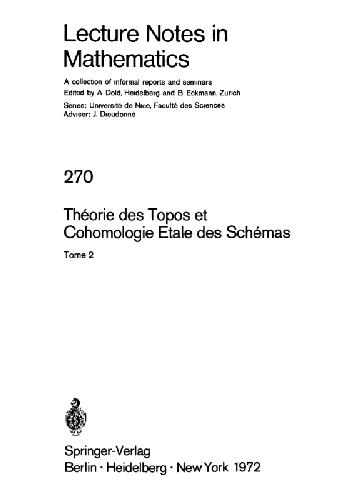 Lecture Notes in
Mathematics
A collection of informal reports and seminars
Edited by A. Dold, Heidelberg and B. Eckmann, Zürich
Series: Université de Nice, Faculté des Sciences
Adviser: J. Dieudonné
270
Théorie des Topos et
Cohomologie Etale des Schémas
Tome 2
Springer-Verlag
Berlin · Heidelberg · New York 1972